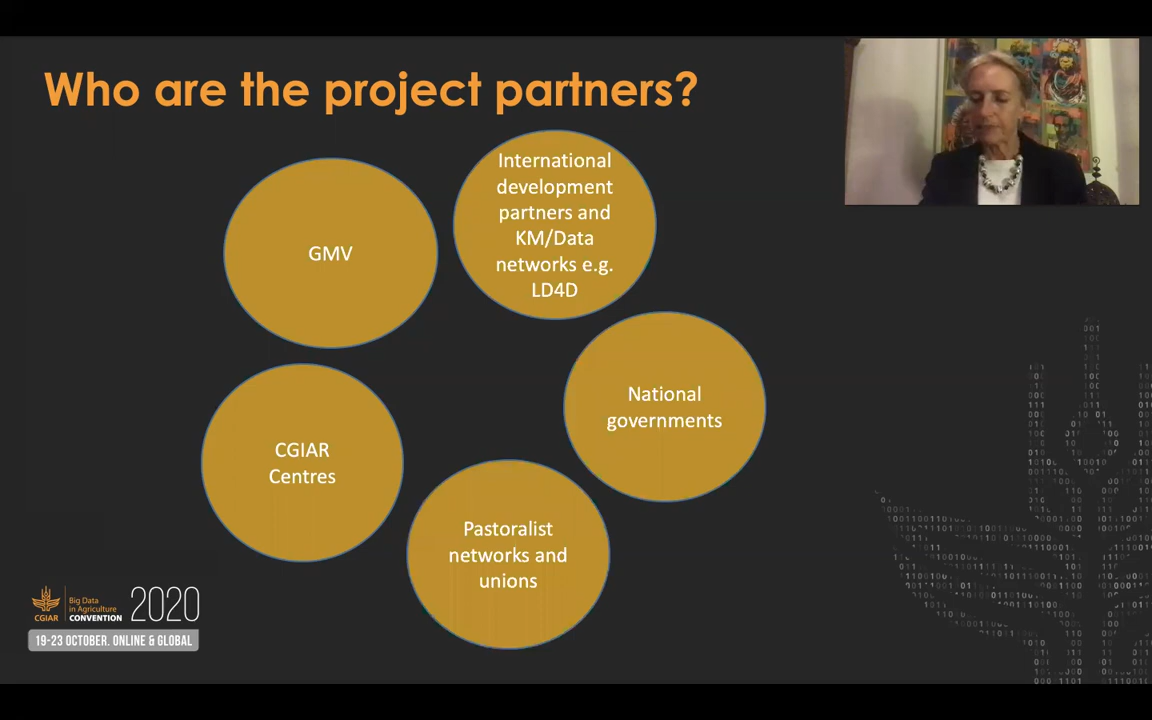 Who are the project partners?
International
development
partners and
KM/Data
networks e.g.
LD4D
GMV
National
governments
CGIAR
Centres
Pastoralist
networks and
unions
CGIAR
Big Data
in Agriculture
CONVENTION
2020
19-23 OCTOBER. ONLINE & GLOBAL